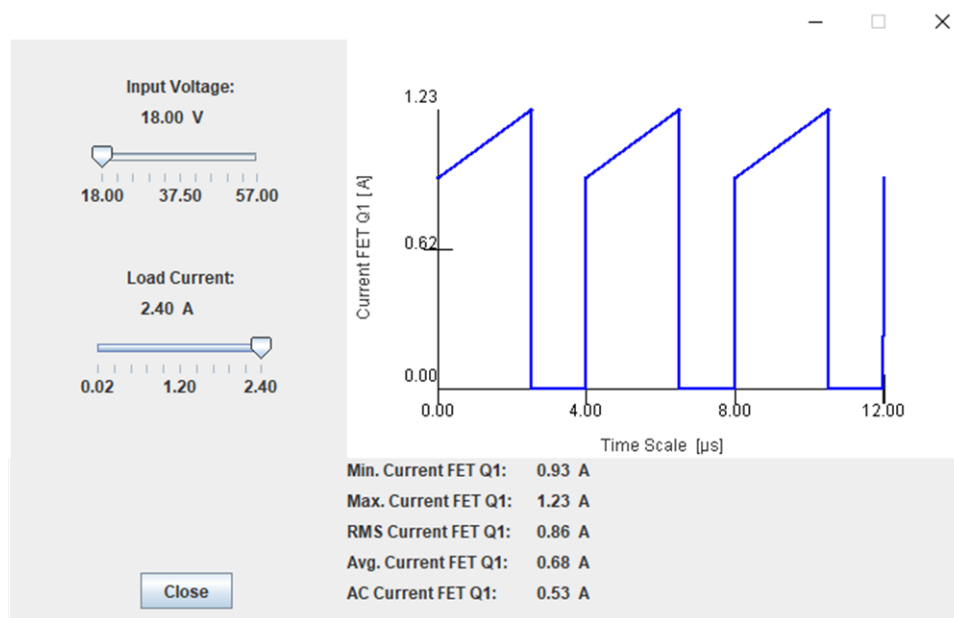 Input Voltage:
18.00 V
18.00 37.50 57.00
Load Current:
2.40 A
0.02 1.20 2.40
Close
1.23
0.62
0.00
Current FET Q1 [A]
0.00 4.00 8.00 12.00
Time Scale [µs]
Min. Current FET Q1: 0.93 A
Max. Current FET Q1: 1.23 A
RMS Current FET Q1: 0.86 A
Avg. Current FET Q1: 0.68 A
AC Current FET Q1: 0.53 A